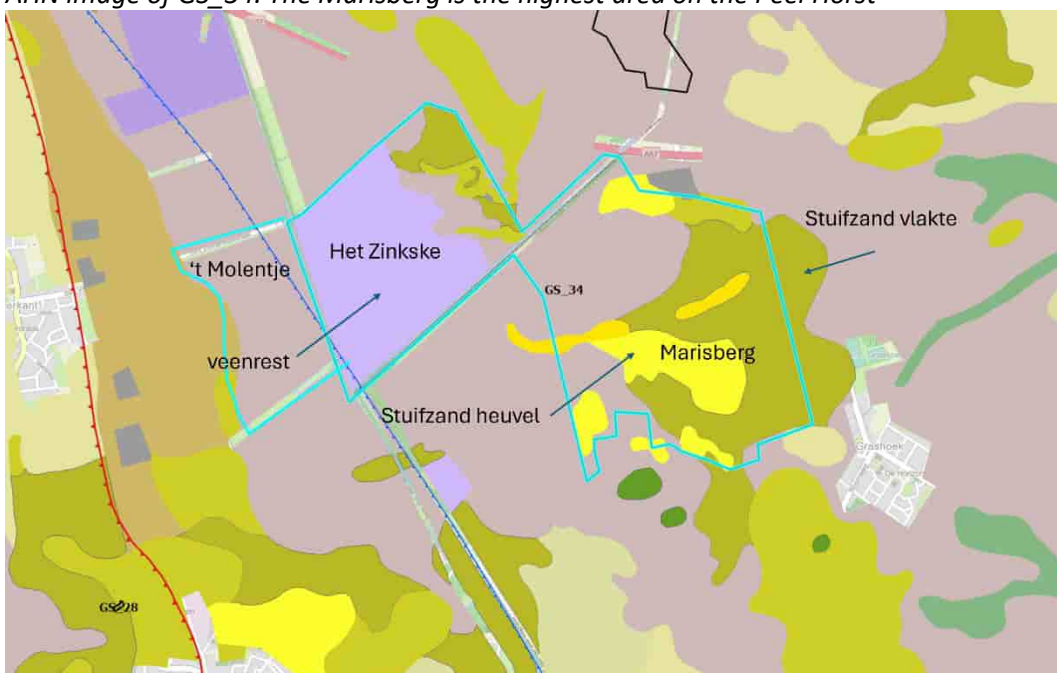 AHN image of GS_34. The Marisberg is the highest area on the Peel Horst
A67
Stuifzand vlakte
Het Zinkske
't Molentje
GS_34
veenrest
Marisberg
Stuifzand heuvel
Grashoek
GS_28